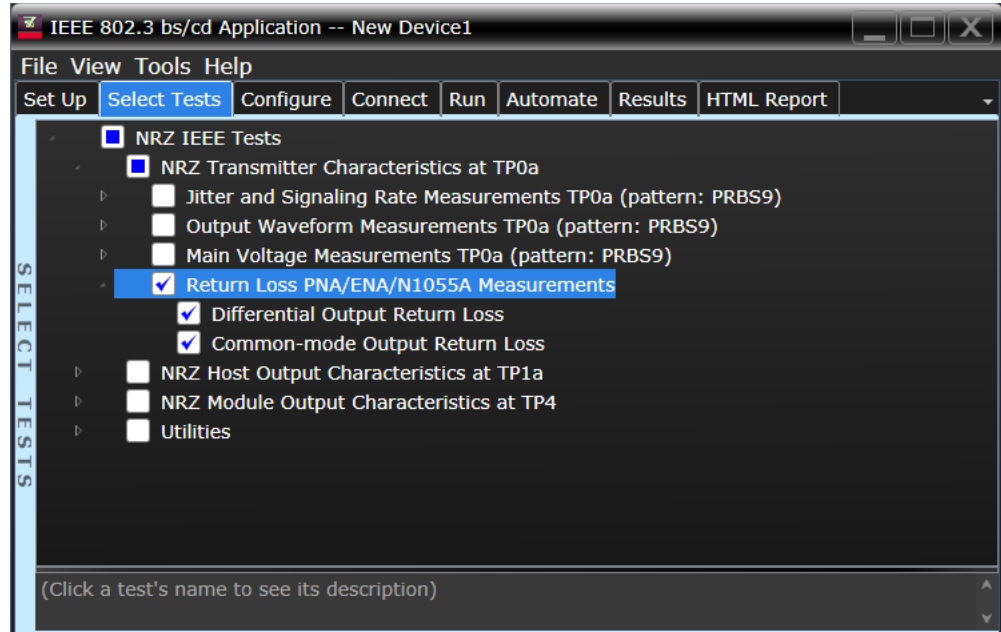 IEEE 802.3 bs/cd Application -- New Device1
File View Tools Help
Set Up Select Tests Configure Connect Run Automate Results HTML Report
NRZ IEEE Tests
NRZ Transmitter Characteristics at TP0a
Jitter and Signaling Rate Measurements TP0a (pattern: PRBS9)
Output Waveform Measurements TP0a (pattern: PRBS9)
Main Voltage Measurements TP0a (pattern: PRBS9)
Return Loss PNA/ENA/N1055A Measurements
Differential Output Return Loss
Common-mode Output Return Loss
NRZ Host Output Characteristics at TP1a
NRZ Module Output Characteristics at TP4
Utilities
SELECT TESTS
(Click a test's name to see its description)